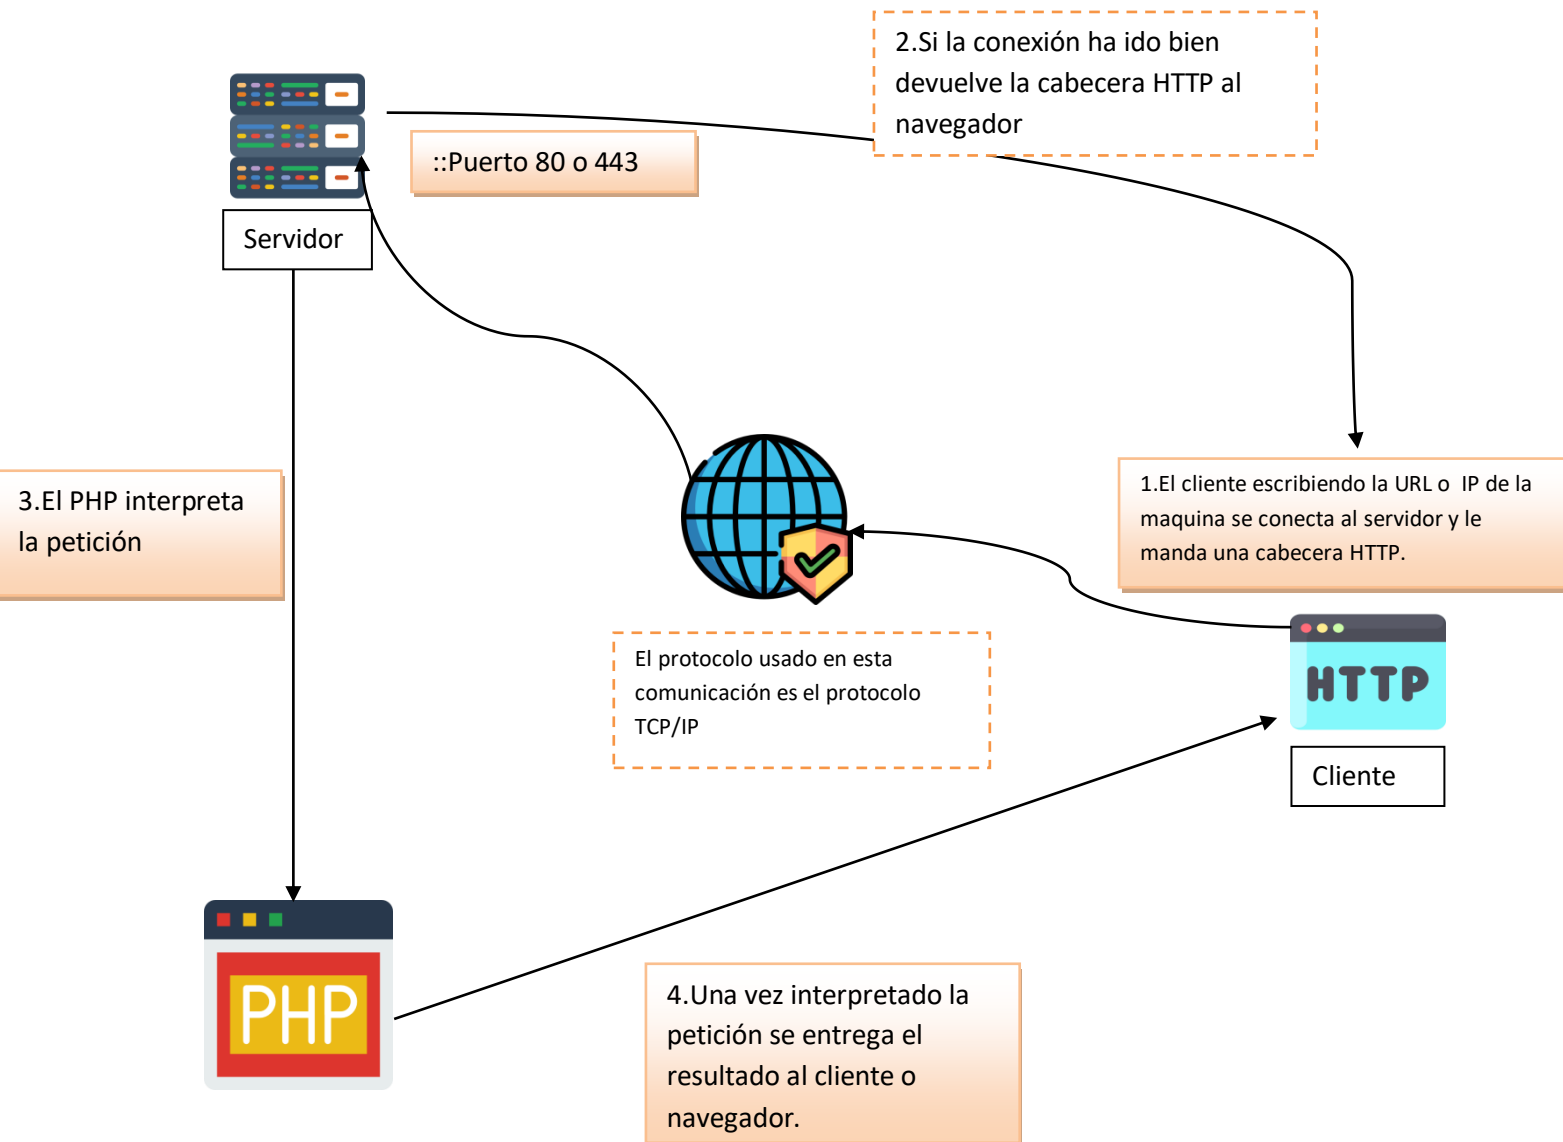 2.Si la conexión ha ido bien
devuelve la cabecera HTTP al
navegador
::Puerto 80 o 443
Servidor
3.El PHP interpreta
la petición
1.El cliente escribiendo la URL o  IP de la
maquina se conecta al servidor y le
manda una cabecera HTTP.
HTTP
El protocolo usado en esta
comunicación es el protocolo
TCP/IP
Cliente
PHP
4.Una vez interpretado la
petición se entrega el
resultado al cliente o
navegador.